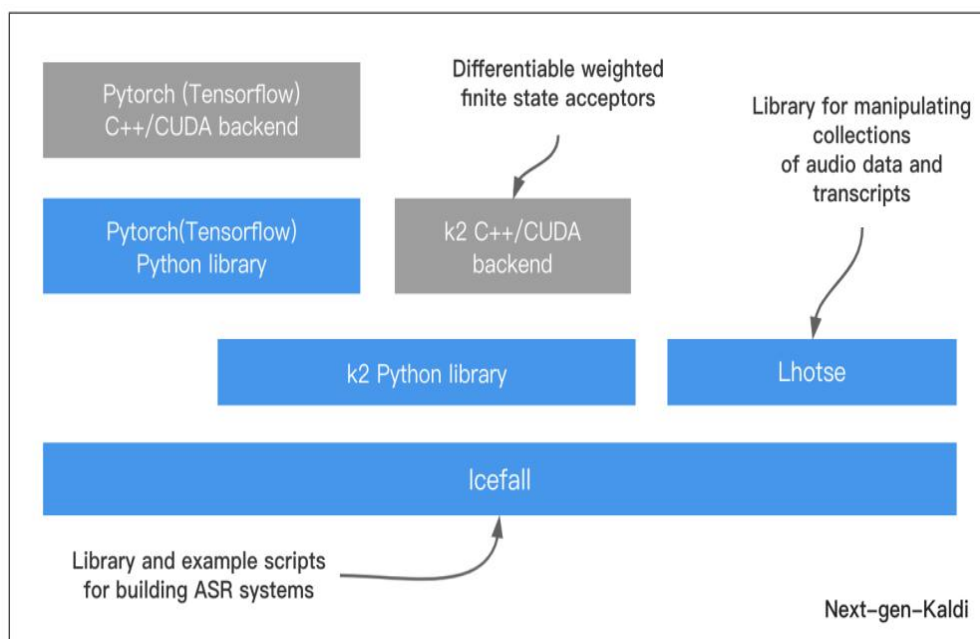 Differentiable weighted
finite state acceptors
Pytorch (Tensorflow)
C++/CUDA backend
Library for manipulating
collections
of audio data and
transcripts
Pytorch(Tensorflow)
Python library
k2 C++/CUDA
backend
k2 Python library
Lhotse
Icefall
Library and example scripts
for building ASR systems
Next-gen-Kaldi